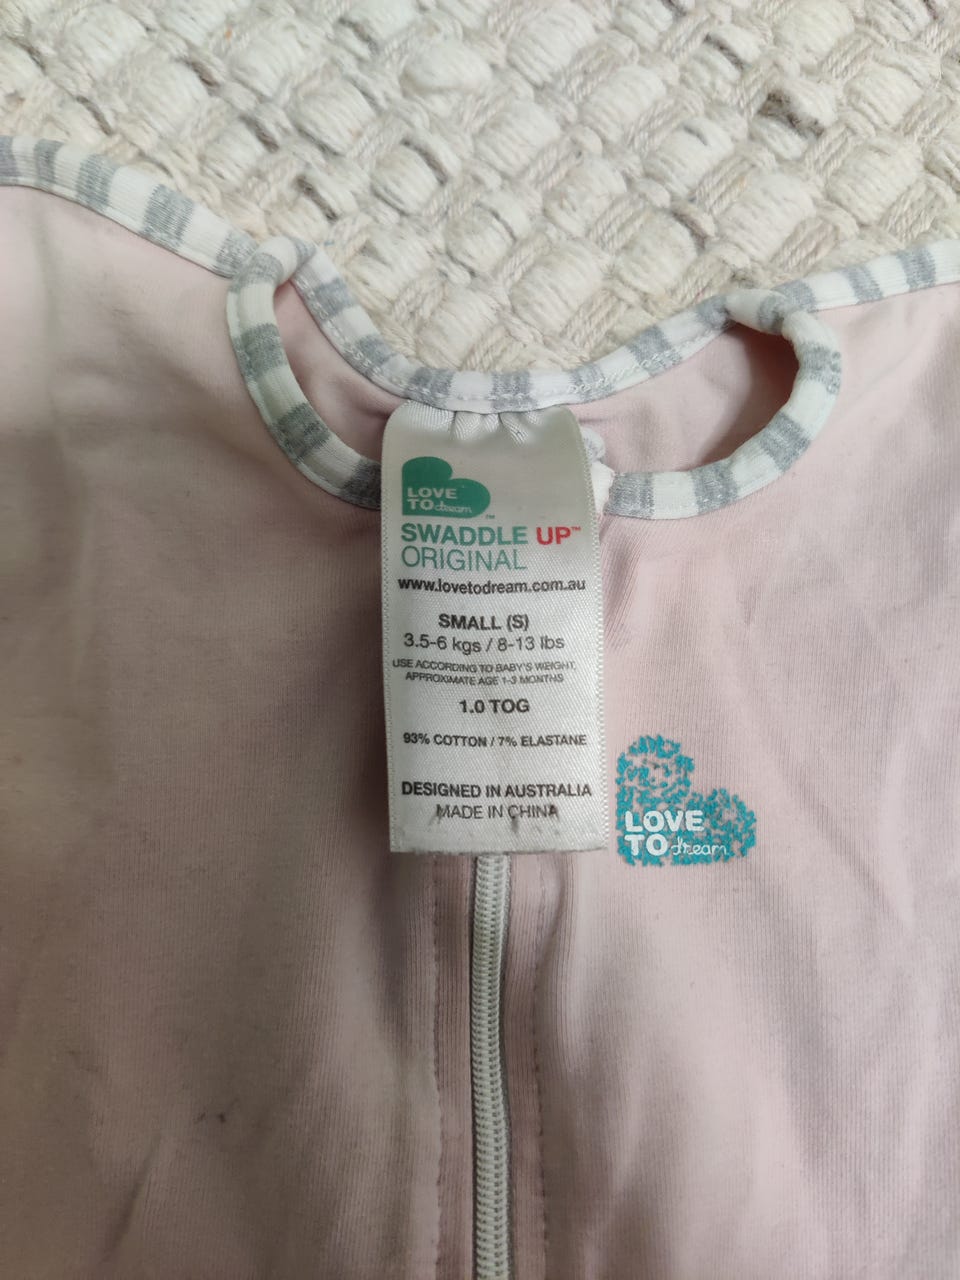 LOVE
TO dream™
SWADDLE UP™
ORIGINAL
www.lovetodream.com.au
SMALL (S)
3.5-6 kgs / 8-13 lbs
USE ACCORDING TO BABY'S WEIGHT,
APPROXIMATE AGE 1-3 MONTHS
1.0 TOG
93% COTTON / 7% ELASTANE
DESIGNED IN AUSTRALIA
MADE IN CHINA
LOVE
TO dream